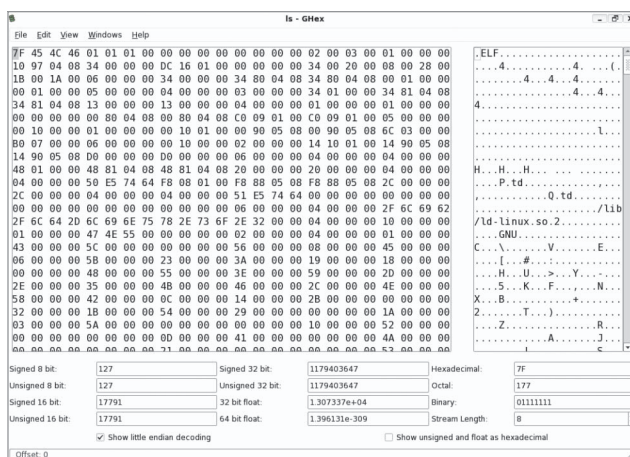 ls - GHex
File Edit View Windows Help
7F 45 4C 46 01 01 01 00 00 00 00 00 00 00 00 00 02 00 03 00 01 00 00 00 .ELF....................
10 97 04 08 34 00 00 00 DC 16 01 00 00 00 00 00 34 00 20 00 08 00 28 00 ....4...........4. ...(.
1B 00 1A 00 06 00 00 00 34 00 00 00 34 80 04 08 34 80 04 08 00 01 00 00 ........4...4...4.......
00 01 00 00 05 00 00 00 04 00 00 00 03 00 00 00 34 01 00 00 34 81 04 08 ................4...4...
34 81 04 08 13 00 00 00 13 00 00 00 04 00 00 00 01 00 00 00 01 00 00 00 4.......................
00 00 00 00 00 80 04 08 00 80 04 08 C0 09 01 00 C0 09 01 00 05 00 00 00 ........................
00 10 00 00 01 00 00 00 00 10 01 00 00 90 05 08 00 90 05 08 6C 03 00 00 ....................l...
B0 07 00 00 06 00 00 00 00 10 00 00 02 00 00 00 14 10 01 00 14 90 05 08 ........................
14 90 05 08 D0 00 00 00 D0 00 00 00 06 00 00 00 04 00 00 00 04 00 00 00 ........................
48 01 00 00 48 81 04 08 48 81 04 08 20 00 00 00 20 00 00 00 04 00 00 00 H...H...H... ... .......
04 00 00 00 50 E5 74 64 F8 08 01 00 F8 88 05 08 F8 88 05 08 2C 00 00 00 ....P.td............,...
2C 00 00 00 04 00 00 00 04 00 00 00 51 E5 74 64 00 00 00 00 00 00 00 00 ,...........Q.td........
00 00 00 00 00 00 00 00 00 00 00 00 06 00 00 00 04 00 00 00 2F 6C 69 62 ..................../lib
2F 6C 64 2D 6C 69 6E 75 78 2E 73 6F 2E 32 00 00 04 00 00 00 10 00 00 00 /ld-linux.so.2..........
01 00 00 00 47 4E 55 00 00 00 00 00 02 00 00 00 04 00 00 00 01 00 00 00 ....GNU.................
43 00 00 00 5C 00 00 00 00 00 00 00 56 00 00 00 08 00 00 00 45 00 00 00 C...\.......V.......E...
06 00 00 00 5B 00 00 00 23 00 00 00 3A 00 00 00 19 00 00 00 18 00 00 00 ....[...#...:...........
00 00 00 00 48 00 00 00 55 00 00 00 3E 00 00 00 59 00 00 00 2D 00 00 00 ....H...U...>...Y...-...
2E 00 00 00 35 00 00 00 4B 00 00 00 46 00 00 00 2C 00 00 00 4E 00 00 00 ....5...K...F...,...N...
58 00 00 00 42 00 00 00 0C 00 00 00 14 00 00 00 2B 00 00 00 00 00 00 00 X...B...........+.......
32 00 00 00 1B 00 00 00 54 00 00 00 29 00 00 00 00 00 00 00 1A 00 00 00 2.......T...)...........
03 00 00 00 5A 00 00 00 00 00 00 00 00 00 00 00 10 00 00 00 52 00 00 00 ....Z...............R...
00 00 00 00 00 00 00 00 0D 00 00 00 41 00 00 00 00 00 00 00 4A 00 00 00 ............A.......J...
Signed 8 bit: 127 Signed 32 bit: 1179403647 Hexadecimal: 7F
Unsigned 8 bit: 127 Unsigned 32 bit: 1179403647 Octal: 177
Signed 16 bit: 17791 32 bit float: 1.307337e+04 Binary: 01111111
Unsigned 16 bit: 17791 64 bit float: 1.396131e-309 Stream Length: 8
Show little endian decoding Show unsigned and float as hexadecimal
Offset: 0